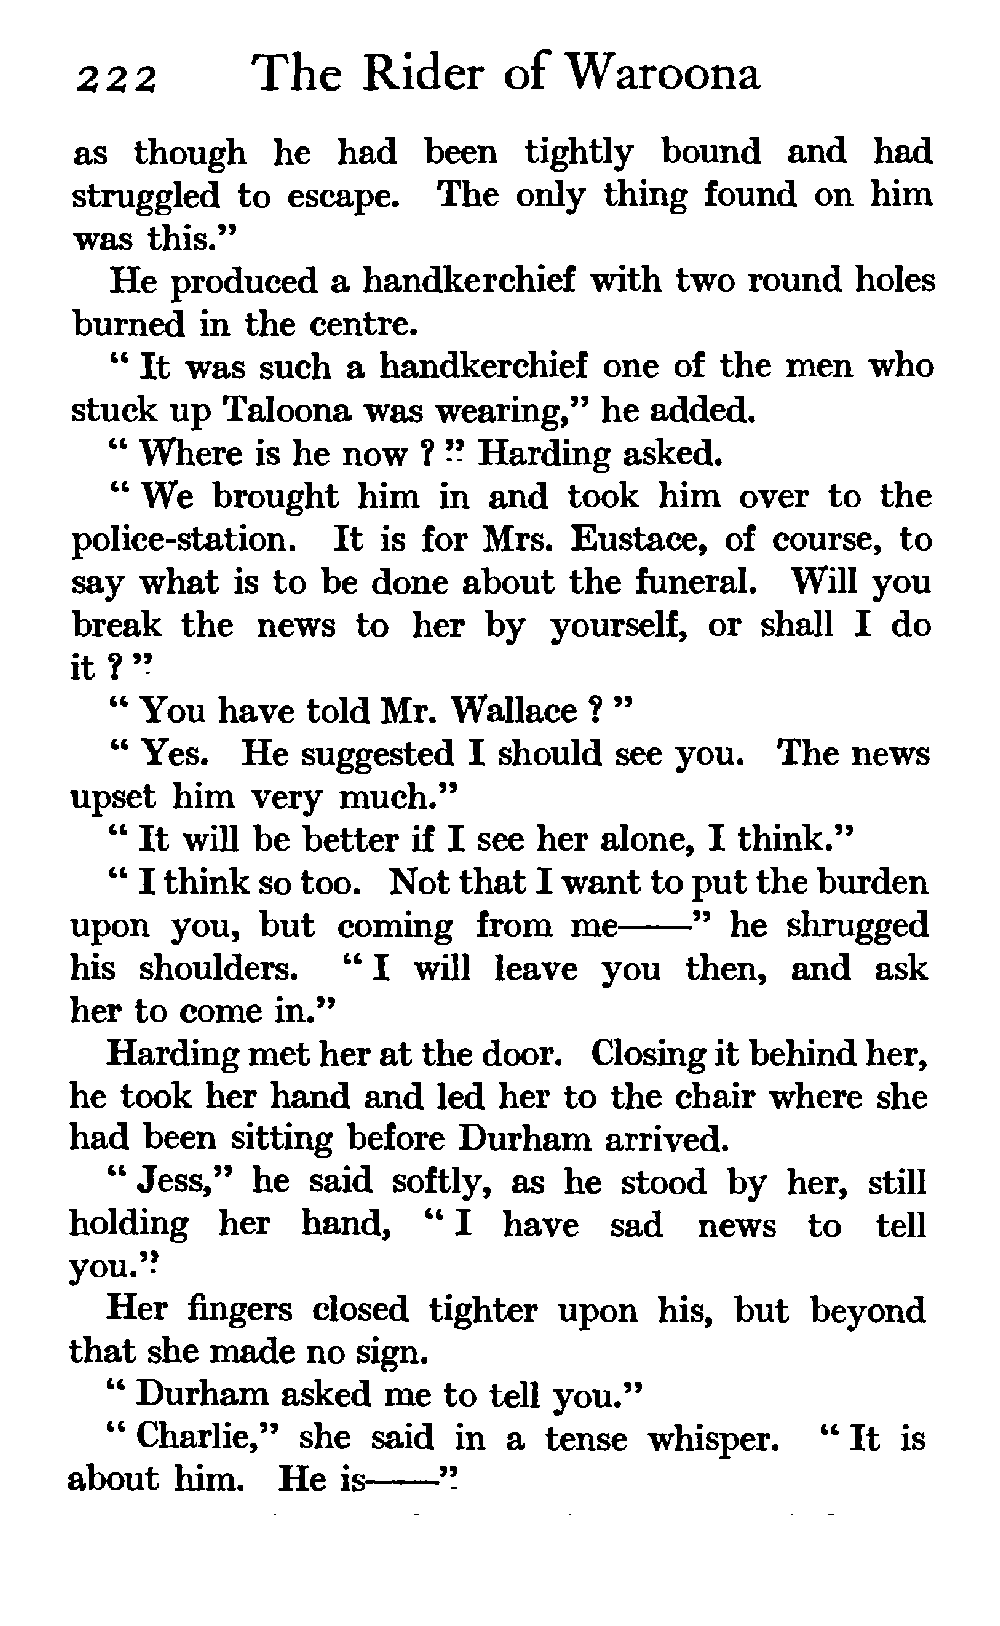 222 The Rider of Waroona
as though he had been tightly bound and had
struggled to escape. The only thing found on him
was this."
He produced a handkerchief with two round holes
burned in the centre.
" It was such a handkerchief one of the men who
stuck up Taloona was wearing," he added.
" Where is he now ? " Harding asked.
" We brought him in and took him over to the
police-station. It is for Mrs. Eustace, of course, to
say what is to be done about the funeral. Will you
break the news to her by yourself, or shall I do
it ? "
" You have told Mr. Wallace ? "
" Yes. He suggested I should see you. The news
upset him very much."
" It will be better if I see her alone, I think."
" I think so too. Not that I want to put the burden
upon you, but coming from me——" he shrugged
his shoulders. " I will leave you then, and ask
her to come in."
Harding met her at the door. Closing it behind her,
he took her hand and led her to the chair where she
had been sitting before Durham arrived.
" Jess," he said softly, as he stood by her, still
holding her hand, " I have sad news to tell
you."
Her fingers closed tighter upon his, but beyond
that she made no sign.
" Durham asked me to tell you."
" Charlie," she said in a tense whisper. " It is
about him. He is——"